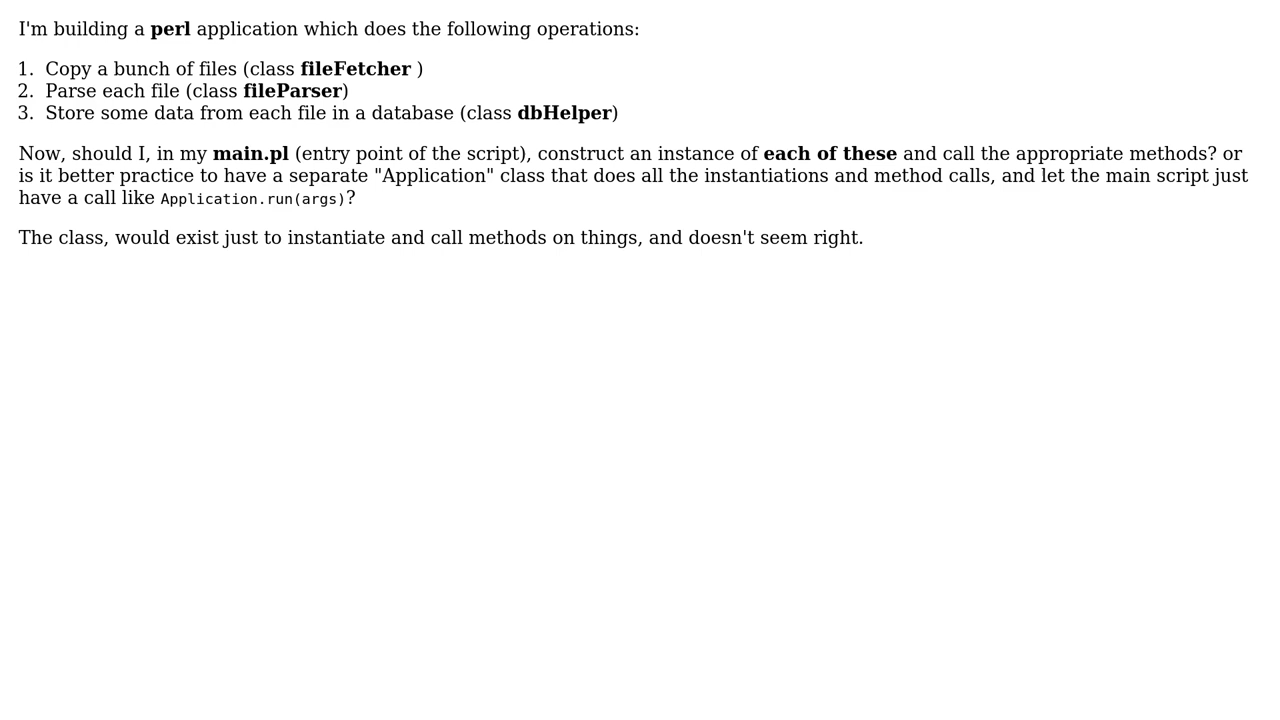 I'm building a perl application which does the following operations:
1. Copy a bunch of files (class fileFetcher )
2. Parse each file (class fileParser)
3. Store some data from each file in a database (class dbHelper)
Now, should I, in my main.pl (entry point of the script), construct an instance of each of these and call the appropriate methods? or
is it better practice to have a separate "Application" class that does all the instantiations and method calls, and let the main script just
have a call like Application.run(args)?
The class, would exist just to instantiate and call methods on things, and doesn't seem right.